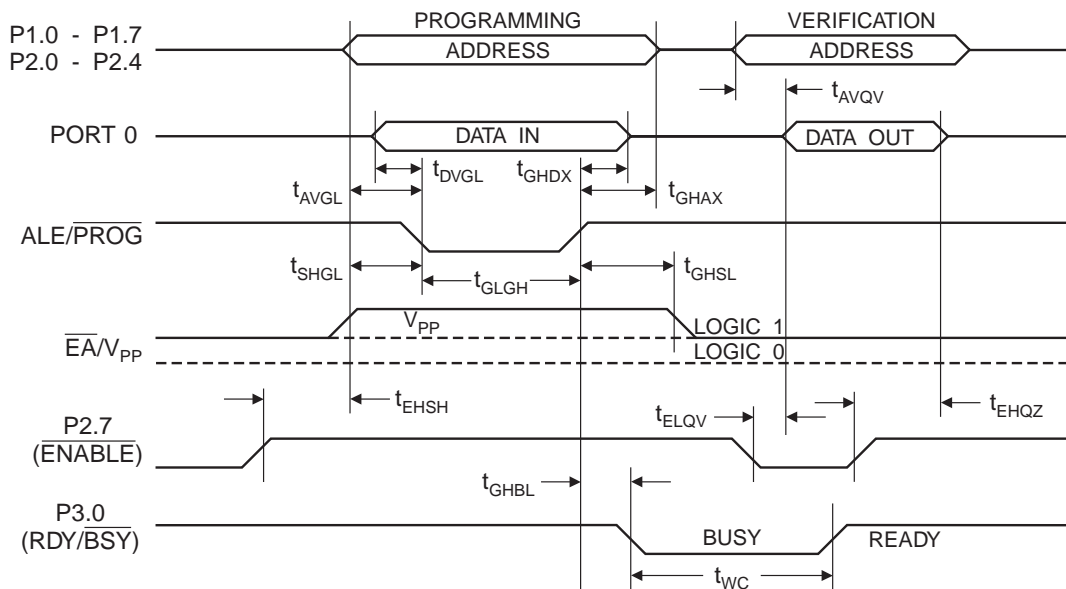 PROGRAMMING VERIFICATION
P1.0 - P1.7
P2.0 - P2.4
ADDRESS ADDRESS
tAVQV
PORT 0 DATA IN DATA OUT
tDVGL tGHDX
tAVGL tGHAX
ALE/PROG
tSHGL tGLGH tGHSL
VPP LOGIC 1
EA/VPP LOGIC 0
tEHSH tELQV tEHQZ
P2.7
(ENABLE)
tGHBL
P3.0
(RDY/BSY) BUSY READY
tWC